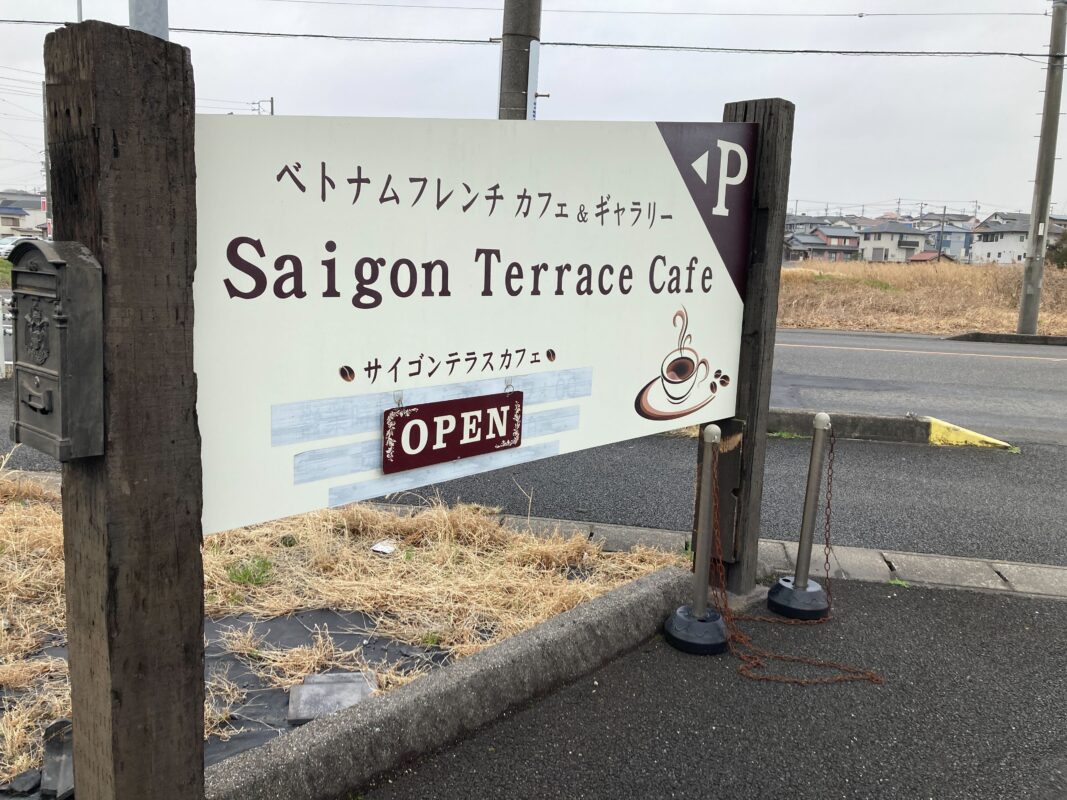 ベトナムフレンチ カフェ & ギャラリー
◀P
Saigon Terrace Cafe
サイゴンテラスカフェ
OPEN